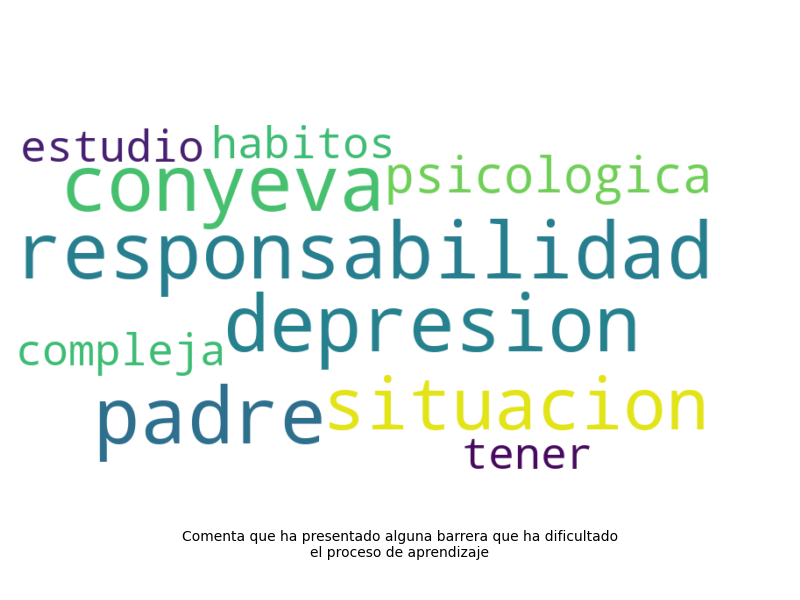 estudio habitos
conyeva psicologica
responsabilidad
depresion
compleja
padre situacion
tener
Comenta que ha presentado alguna barrera que ha dificultado
el proceso de aprendizaje